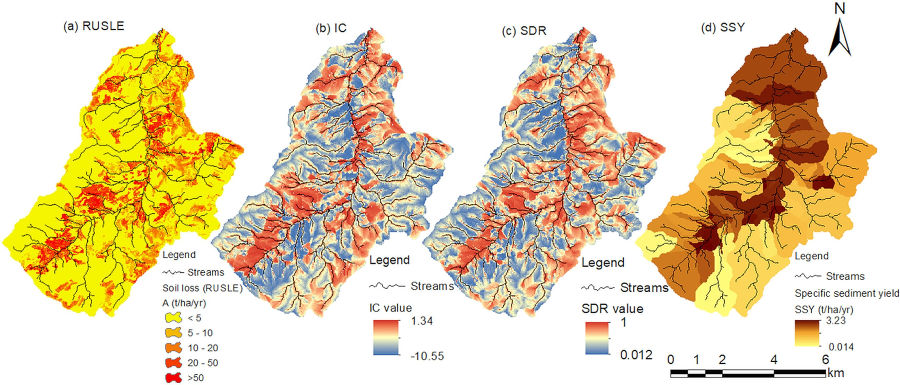 (a) RUSLE
(b) IC
(c) SDR
(d) SSY
N
Legend
Streams
Soil loss (RUSLE)
A (t/ha/yr)
< 5
5 - 10
10 - 20
20 - 50
>50
Legend
Streams
IC value
1.34
-10.55
Legend
Streams
SDR value
1
0.012
Legend
Streams
Specific sediment yield
SSY (t/ha/yr)
3.23
0.014
0 1 2 4 6
km